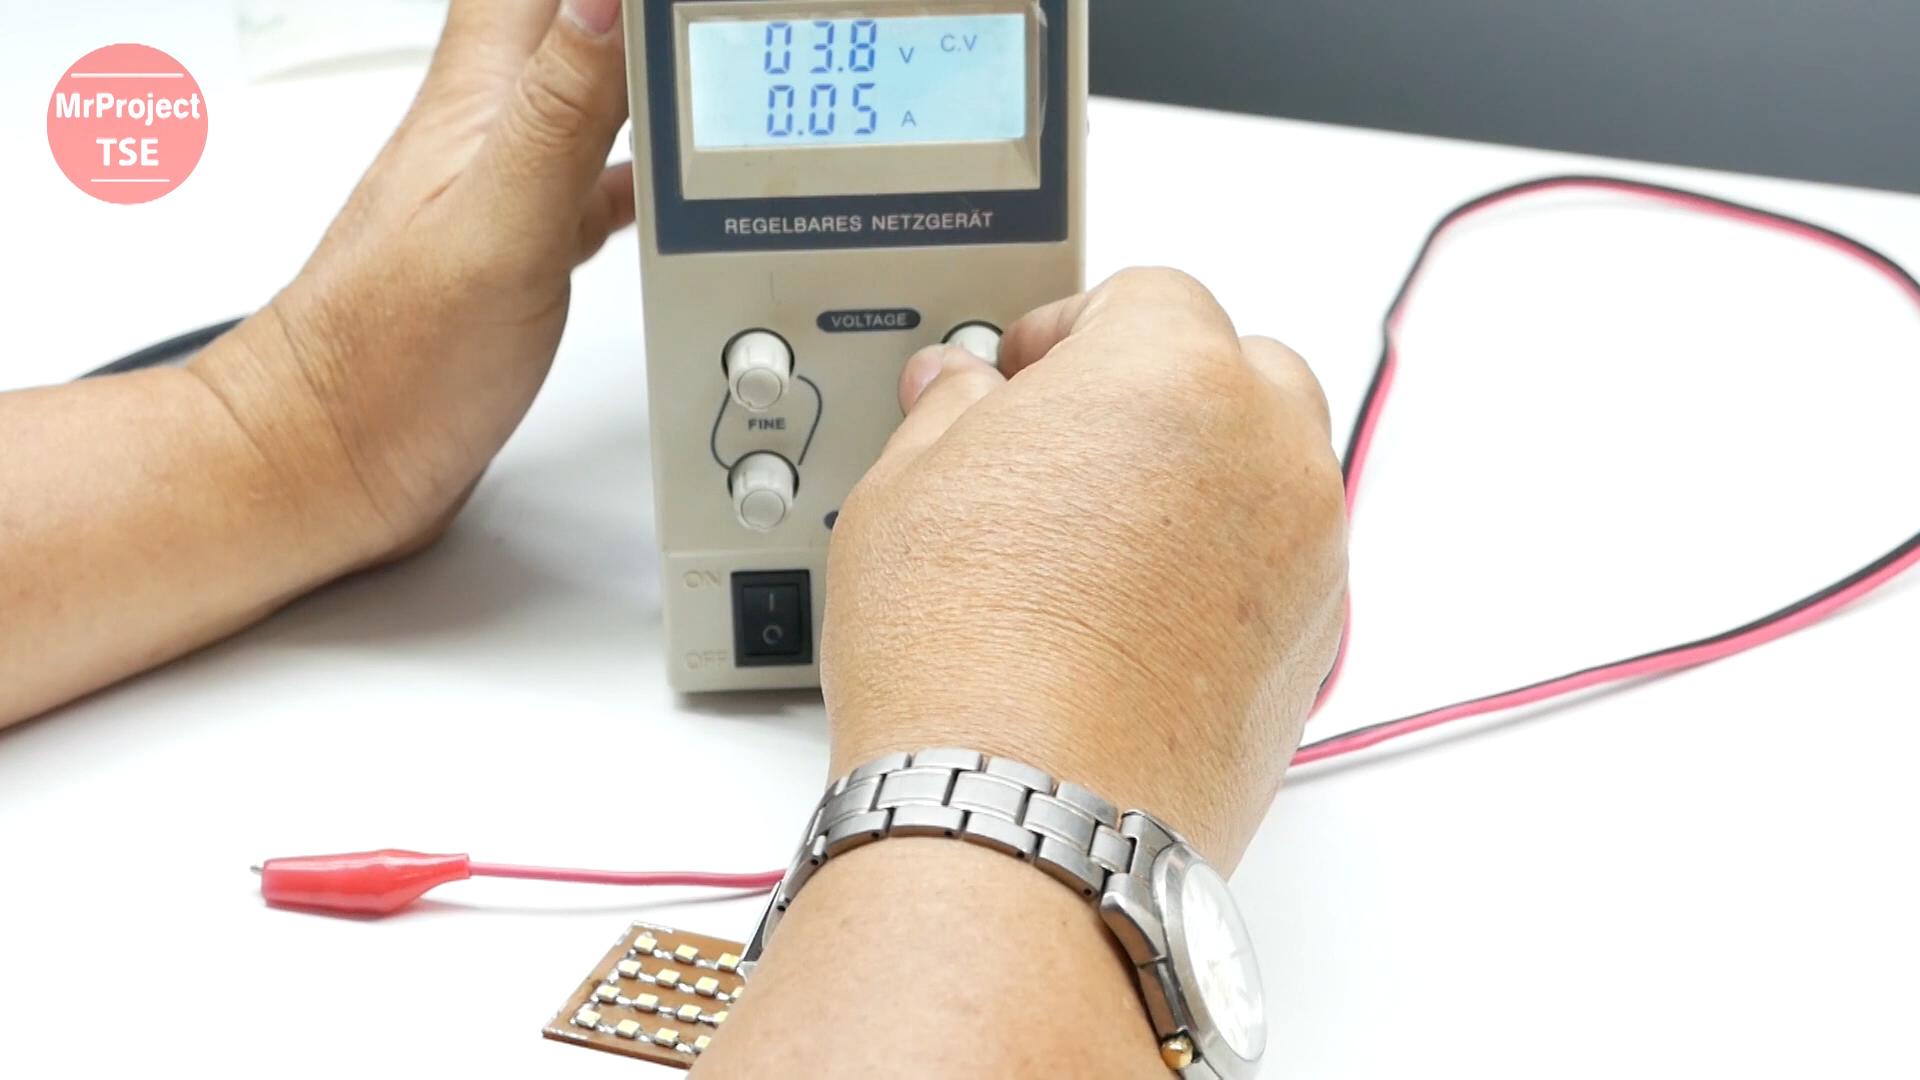 MrProject
TSE
03.8 V C.V
0.05 A
REGELBARES NETZGERÄT
VOLTAGE
FINE
ON
I
O
OFF